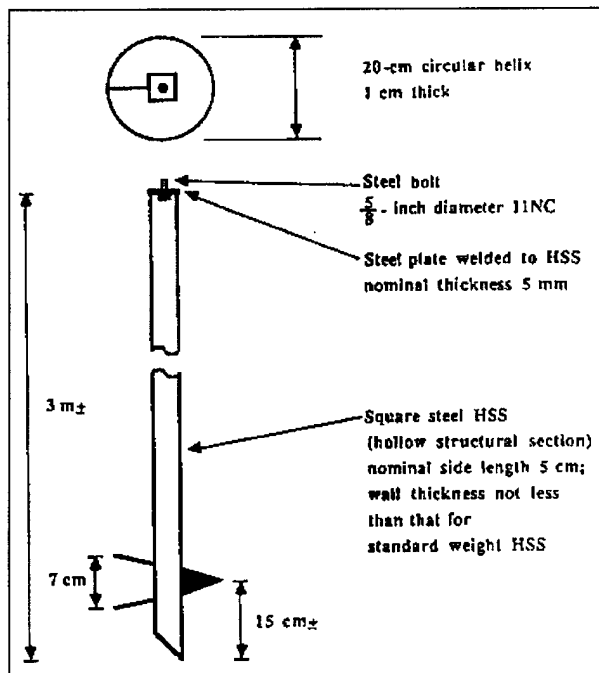 20-cm circular helix
1 cm thick
Steel bolt
5/8 - inch diameter 11NC
Steel plate welded to HSS
nominal thickness 5 mm
3 m±
Square steel HSS
(hollow structural section)
nominal side length 5 cm;
wall thickness not less
than that for
standard weight HSS
7 cm
15 cm±